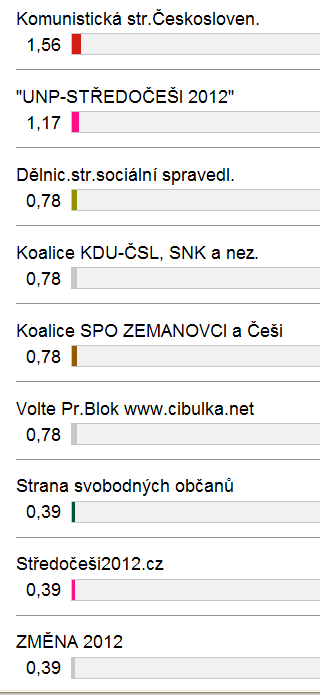 Komunistická str.Českosloven.
1,56
"UNP-STŘEDOČEŠI 2012"
1,17
Dělnic.str.sociální spravedl.
0,78
Koalice KDU-ČSL, SNK a nez.
0,78
Koalice SPO ZEMANOVCI a Češi
0,78
Volte Pr.Blok www.cibulka.net
0,78
Strana svobodných občanů
0,39
Středočeši2012.cz
0,39
ZMĚNA 2012
0,39